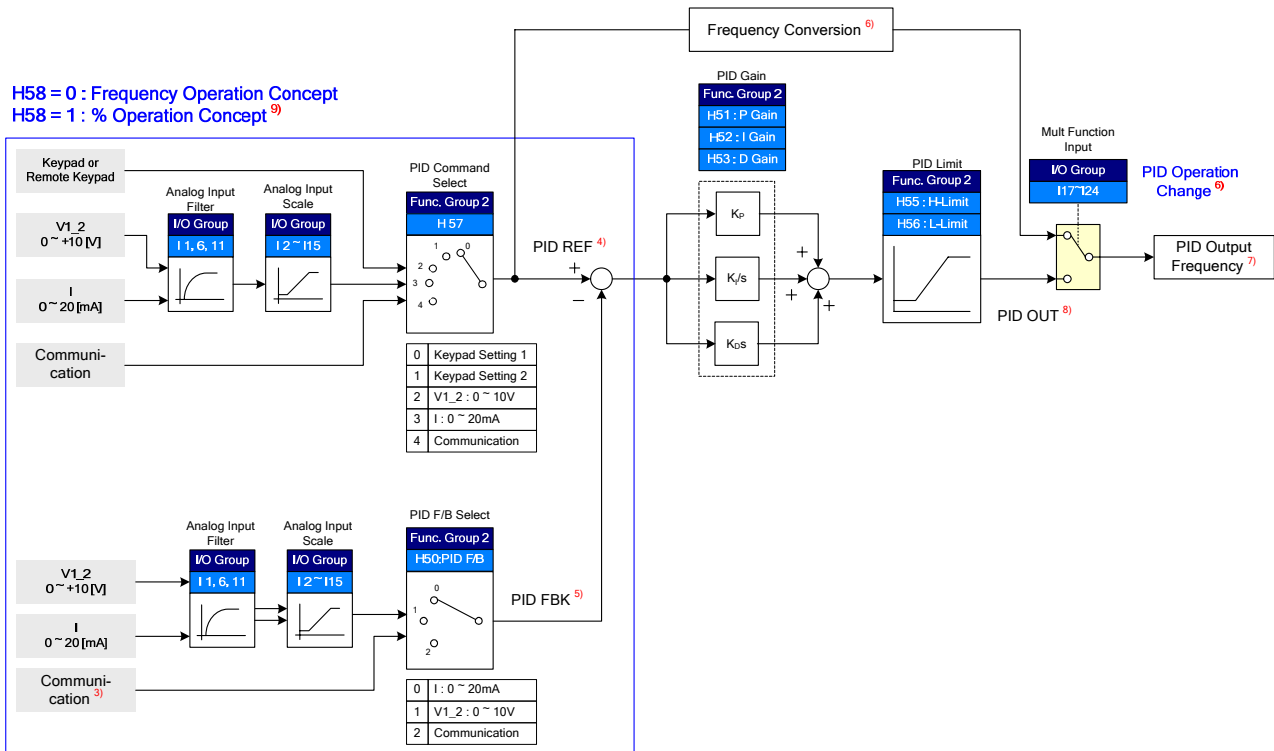 Frequency Conversion 6)
H58 = 0 : Frequency Operation Concept
H58 = 1 : % Operation Concept 9)
Keypad or
Remote Keypad
V1_2
0 ~ +10 [V]
I
0 ~ 20 [mA]
Communi-
cation
Analog Input
Filter
I/O Group
I 1, 6, 11
Analog Input
Scale
I/O Group
I 2 ~ I15
PID Command
Select
Func. Group 2
H 57
0
1
2
3
4
0 Keypad Setting 1
1 Keypad Setting 2
2 V1_2 : 0 ~ 10V
3 I : 0 ~ 20mA
4 Communication
PID REF 4)
+
−
PID Gain
Func. Group 2
H51 : P Gain
H52 : I Gain
H53 : D Gain
KP
KI/s
KDs
+
+
+
PID Limit
Func. Group 2
H55 : H-Limit
H56 : L-Limit
PID OUT 8)
Mult Function
Input
I/O Group
I17~I24
PID Operation
Change 6)
PID Output
Frequency 7)
V1_2
0 ~ +10 [V]
I
0 ~ 20 [mA]
Communi-
cation 3)
Analog Input
Filter
I/O Group
I 1, 6, 11
Analog Input
Scale
I/O Group
I 2 ~ I15
PID F/B Select
Func. Group 2
H50:PID F/B
0
1
2
0 I : 0 ~ 20mA
1 V1_2 : 0 ~ 10V
2 Communication
PID FBK 5)